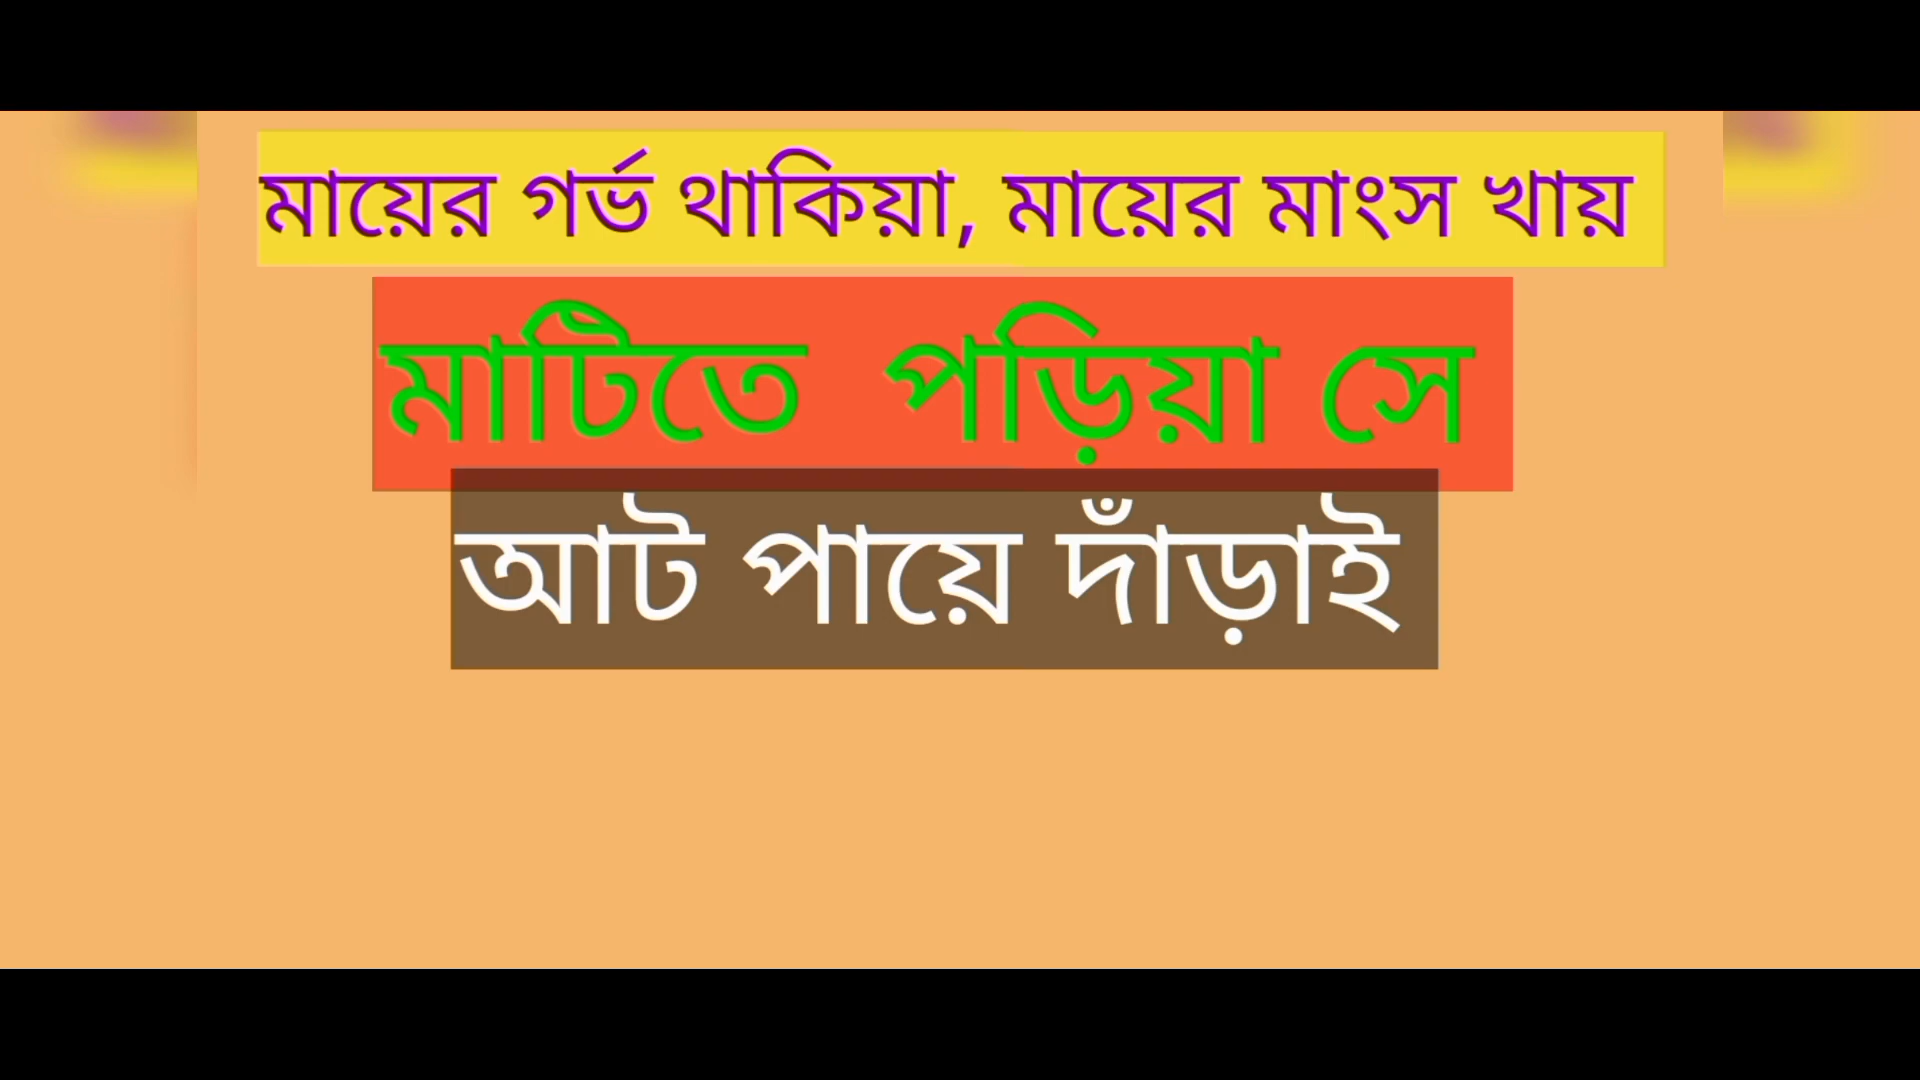 মায়ের গর্ভ থাকিয়া, মায়ের মাংস খায়
মাটিতে পড়িয়া সে
আট পায়ে দাঁড়াই